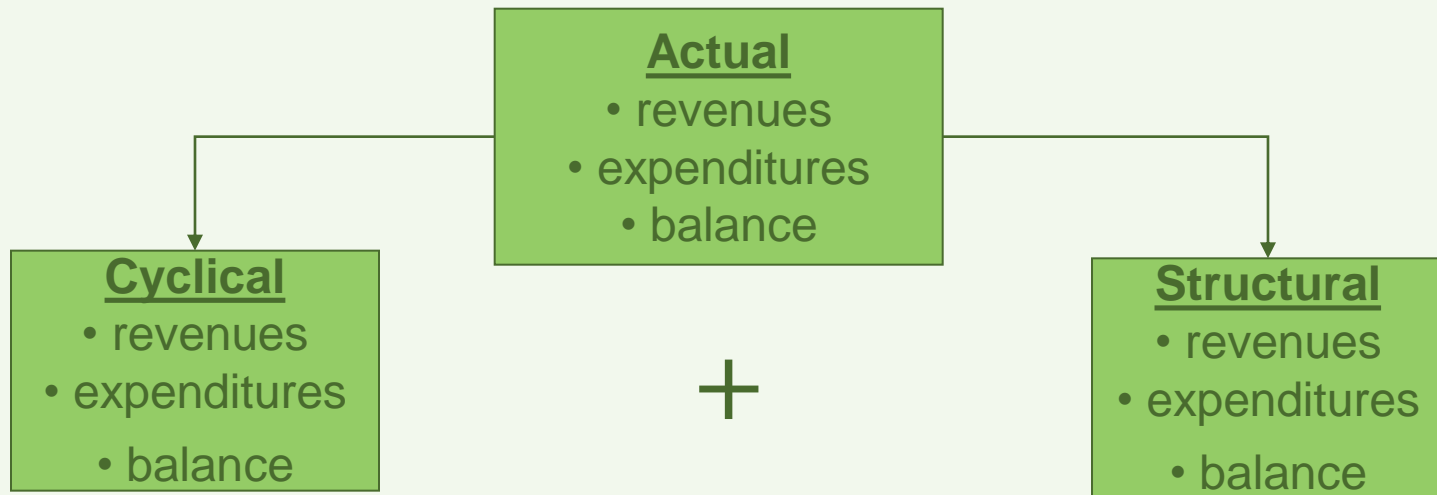 Actual
• revenues
• expenditures
• balance
Cyclical
• revenues
• expenditures
• balance
+
Structural
• revenues
• expenditures
• balance